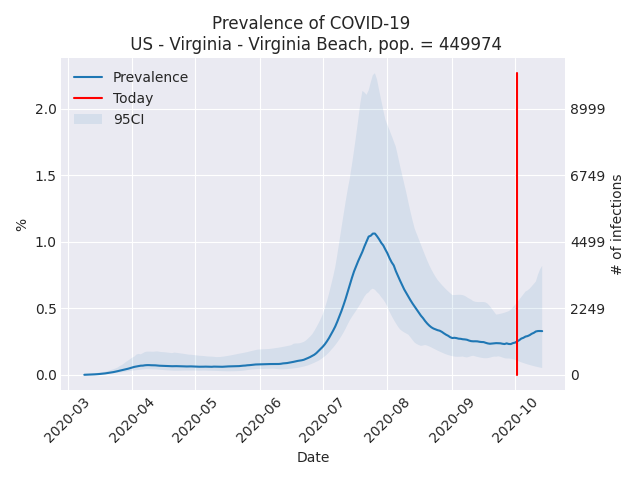 Prevalence of COVID-19
US - Virginia - Virginia Beach, pop. = 449974
Prevalence
Today
95CI
2.0
1.5
1.0
0.5
0.0
%
8999
6749
4499
2249
0
# of infections
2020-03
2020-04
2020-05
2020-06
2020-07
2020-08
2020-09
2020-10
Date